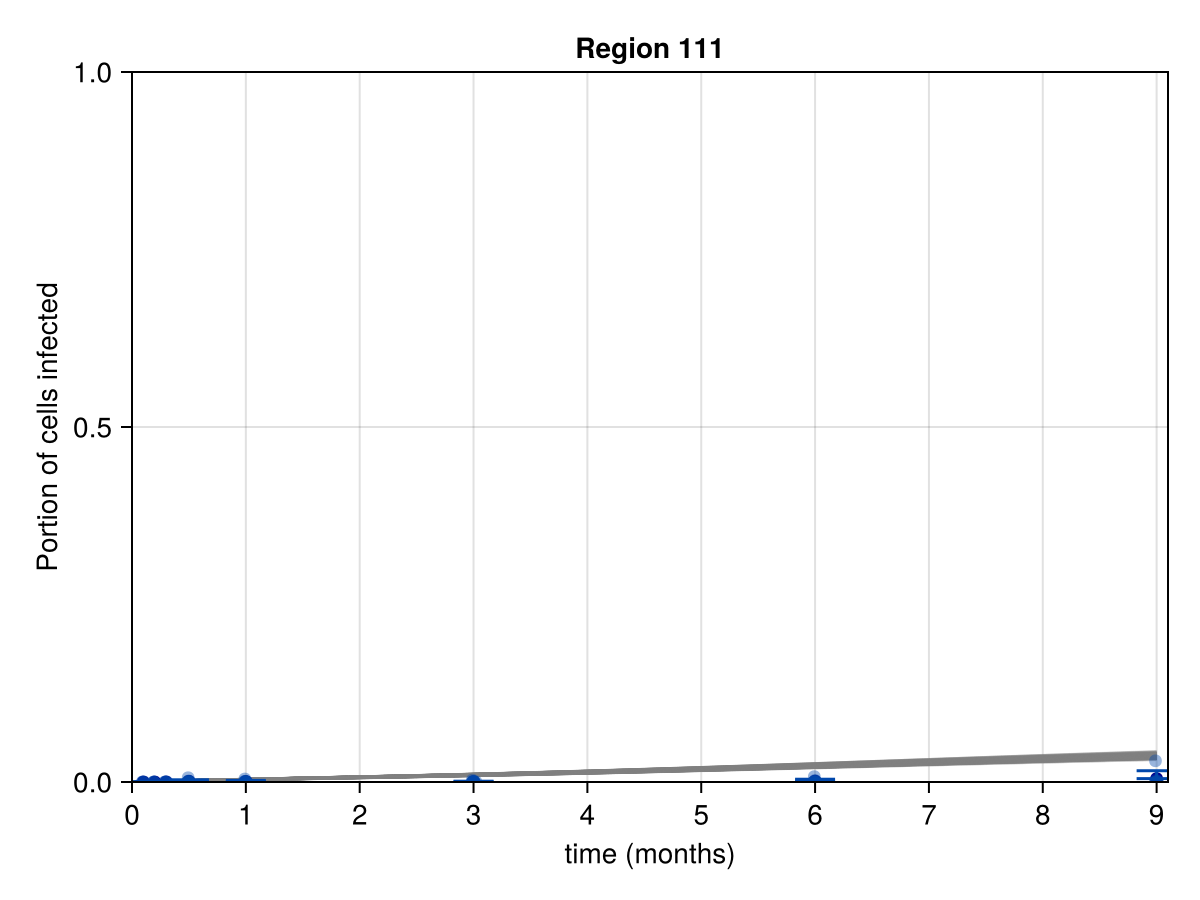 Region 111
1.0
0.5
0.0
Portion of cells infected
0 1 2 3 4 5 6 7 8 9
time (months)